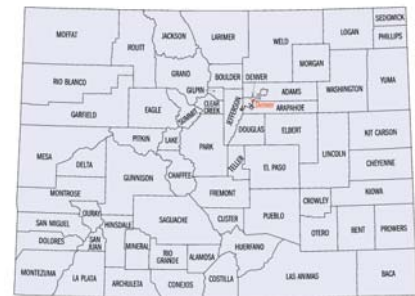 MOFFAT
ROUTT
JACKSON
LARIMER
WELD
LOGAN
SEDGWICK
PHILLIPS
MORGAN
YUMA
RIO BLANCO
GRAND
BOULDER
DENVER
ADAMS
WASHINGTON
GILPIN
CLEAR
CREEK
JEFFERSON
Denver
ARAPAHOE
GARFIELD
EAGLE
SUMMIT
DOUGLAS
ELBERT
KIT CARSON
PITKIN
LAKE
PARK
LINCOLN
MESA
DELTA
GUNNISON
CHAFFEE
TELLER
EL PASO
CHEYENNE
MONTROSE
FREMONT
KIOWA
CROWLEY
OURAY
SAN MIGUEL
HINSDALE
SAGUACHE
CUSTER
PUEBLO
OTERO
BENT
PROWERS
DOLORES
SAN
JUAN
MINERAL
RIO
GRANDE
ALAMOSA
HUERFANO
MONTEZUMA
LA PLATA
ARCHULETA
CONEJOS
COSTILLA
LAS ANIMAS
BACA